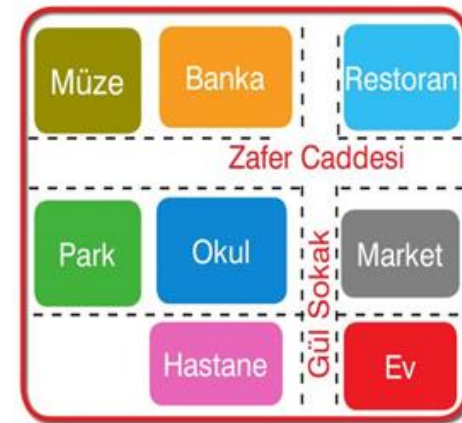 Müze
Banka
Restoran
Zafer Caddesi
Park
Okul
Gül Sokak
Market
Hastane
Ev